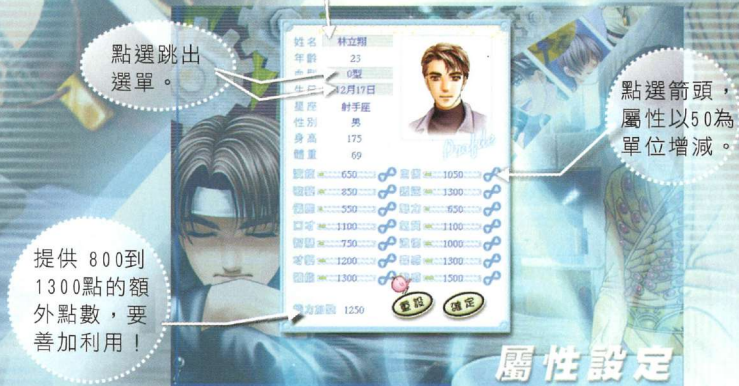 點選跳出
選單。
姓名 林立翔
年齡 23
血型 O型
生日 12月17日
星座 射手座
性別 男
身高 175
體重 69
Profile
點選箭頭，
屬性以50為
單位增減。
650 1050
850 1300
550 650
口才 1100 1100
750 1000
1200 1300
1300 1500
1250
重設 確定
提供 800到
1300點的額
外點數，要
善加利用！
屬性設定